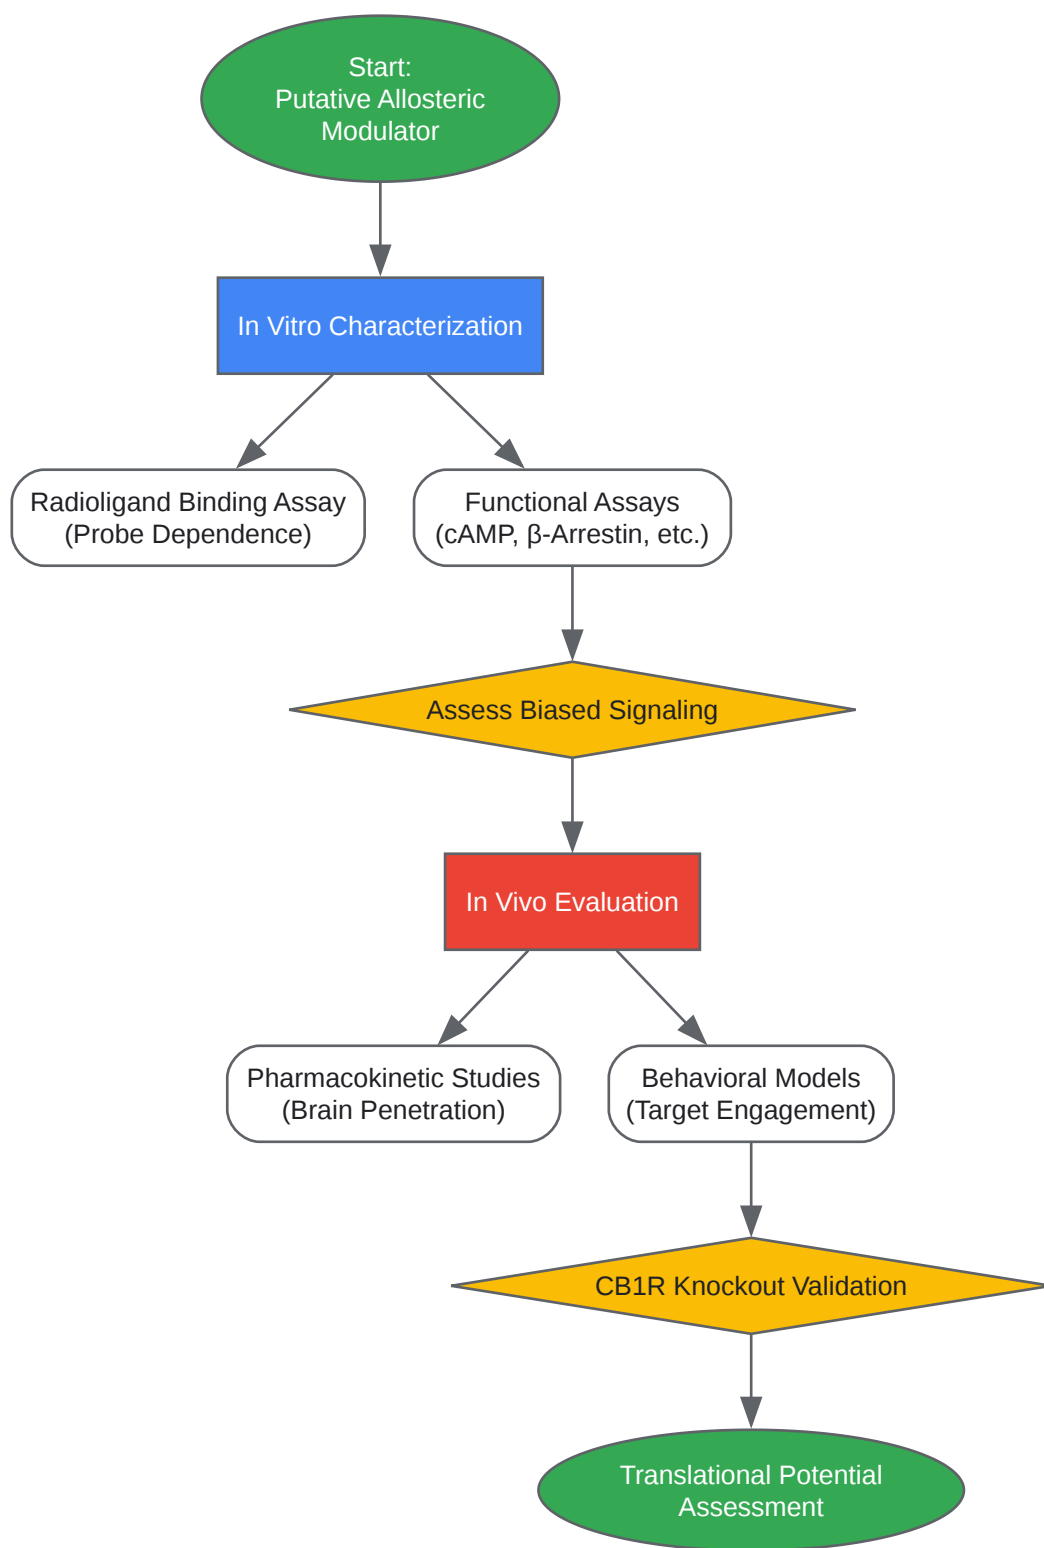 Start:
Putative Allosteric
Modulator
In Vitro Characterization
Radioligand Binding Assay
(Probe Dependence)
Functional Assays
(cAMP, β-Arrestin, etc.)
Assess Biased Signaling
In Vivo Evaluation
Pharmacokinetic Studies
(Brain Penetration)
Behavioral Models
(Target Engagement)
CB1R Knockout Validation
Translational Potential
Assessment